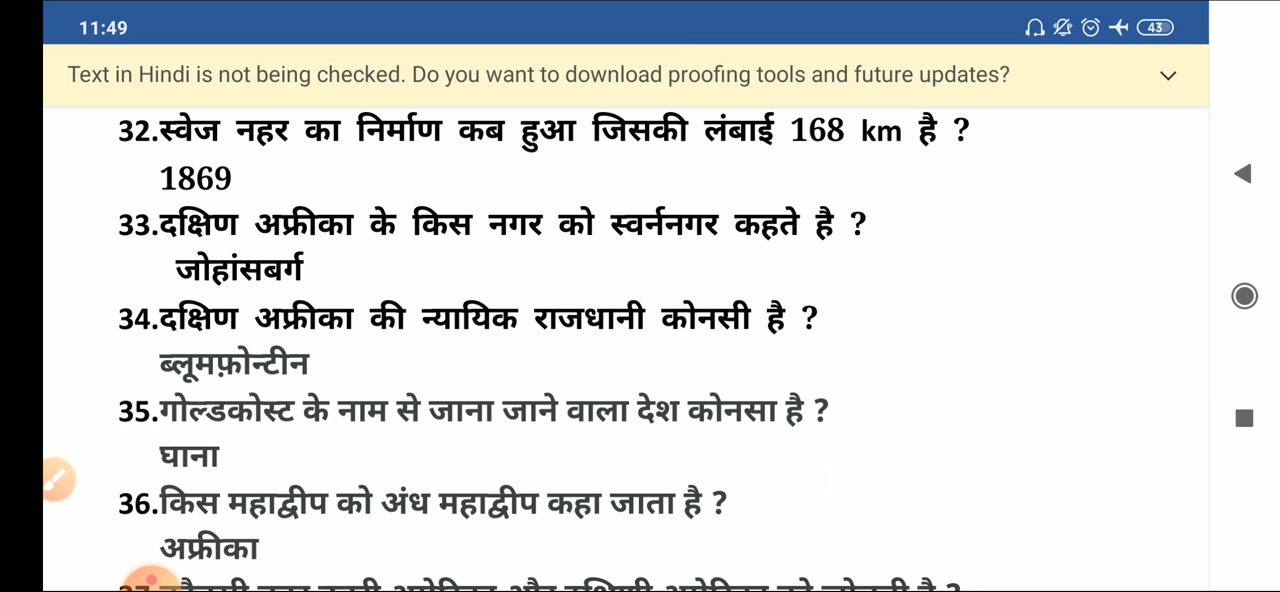 11:49
43
Text in Hindi is not being checked. Do you want to download proofing tools and future updates?
32.स्वेज नहर का निर्माण कब हुआ जिसकी लंबाई 168 km है ?
1869
33.दक्षिण अफ्रीका के किस नगर को स्वर्ननगर कहते है ?
जोहांसबर्ग
34.दक्षिण अफ्रीका की न्यायिक राजधानी कोनसी है ?
ब्लूमफ़ोन्टीन
35.गोल्डकोस्ट के नाम से जाना जाने वाला देश कोनसा है ?
घाना
36.किस महाद्वीप को अंध महाद्वीप कहा जाता है ?
अफ्रीका